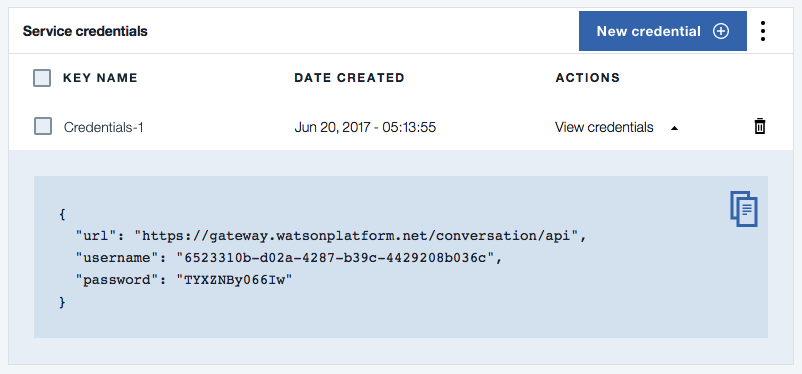 Service credentials
New credential
KEY NAME DATE CREATED ACTIONS
Credentials-1 Jun 20, 2017 - 05:13:55 View credentials
{
"url": "https://gateway.watsonplatform.net/conversation/api",
"username": "6523310b-d02a-4287-b39c-4429208b036c",
"password": "TYXZNBy066Iw"
}